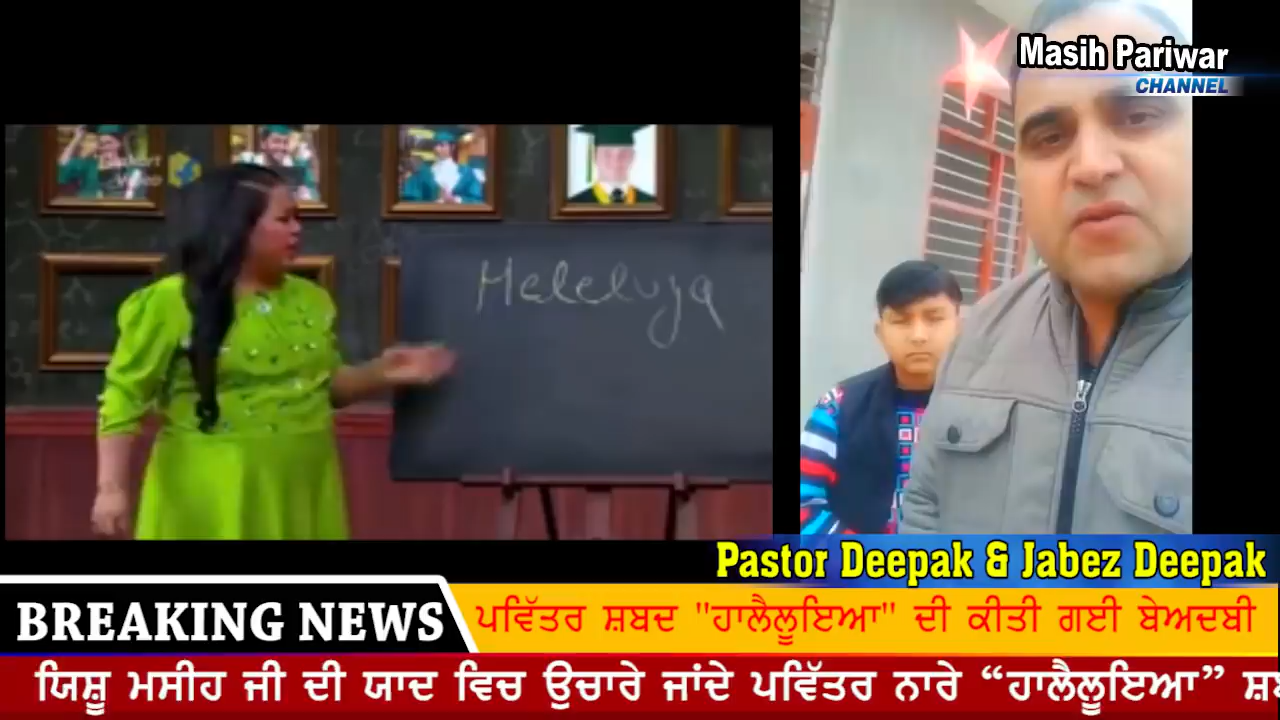 Masih Pariwar
CHANNEL
Heleluya
Pastor Deepak & Jabez Deepak
BREAKING NEWS
ਪਵਿੱਤਰ ਸ਼ਬਦ "ਹਾਲੈਲੂਇਆ" ਦੀ ਕੀਤੀ ਗਈ ਬੇਅਦਬੀ
ਯਿਸ਼ੂ ਮਸੀਹ ਜੀ ਦੀ ਯਾਦ ਵਿਚ ਉਚਾਰੇ ਜਾਂਦੇ ਪਵਿੱਤਰ ਨਾਰੇ “ਹਾਲੈਲੂਇਆ”